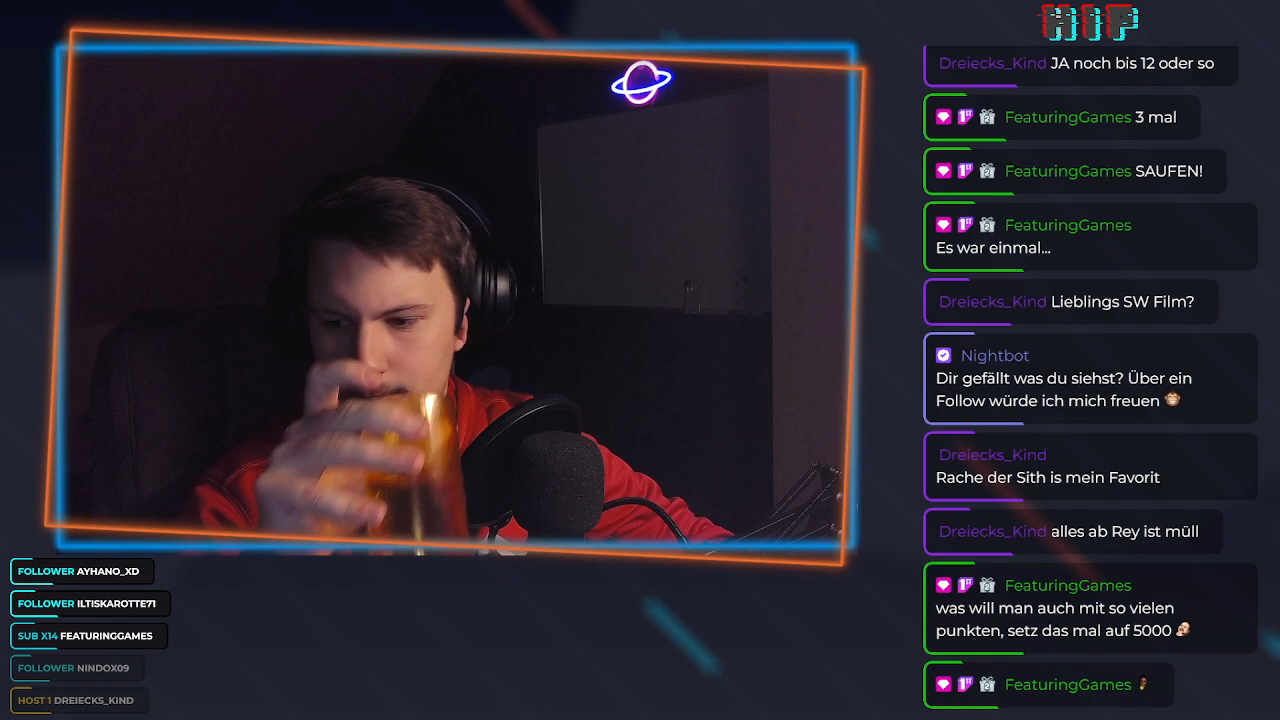 HYP
Dreiecks_Kind JA noch bis 12 oder so
FeaturingGames 3 mal
FeaturingGames SAUFEN!
FeaturingGames
Es war einmal...
Dreiecks_Kind Lieblings SW Film?
Nightbot
Dir gefällt was du siehst? Über ein
Follow würde ich mich freuen
Dreiecks_Kind
Rache der Sith is mein Favorit
Dreiecks_Kind alles ab Rey ist müll
FeaturingGames
was will man auch mit so vielen
punkten, setz das mal auf 5000
FeaturingGames
FOLLOWER AYHANO_XD
FOLLOWER ILTISKAROTTE71
SUB X14 FEATURINGGAMES
FOLLOWER NINDOX09
HOST 1 DREIECKS_KIND